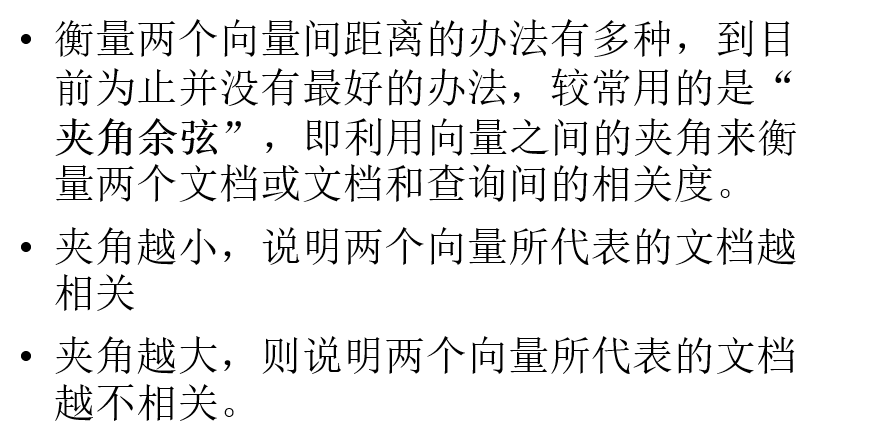 • 衡量两个向量间距离的办法有多种，到目
前为止并没有最好的办法，较常用的是“
夹角余弦”，即利用向量之间的夹角来衡
量两个文档或文档和查询间的相关度。
• 夹角越小，说明两个向量所代表的文档越
相关
• 夹角越大，则说明两个向量所代表的文档
越不相关。